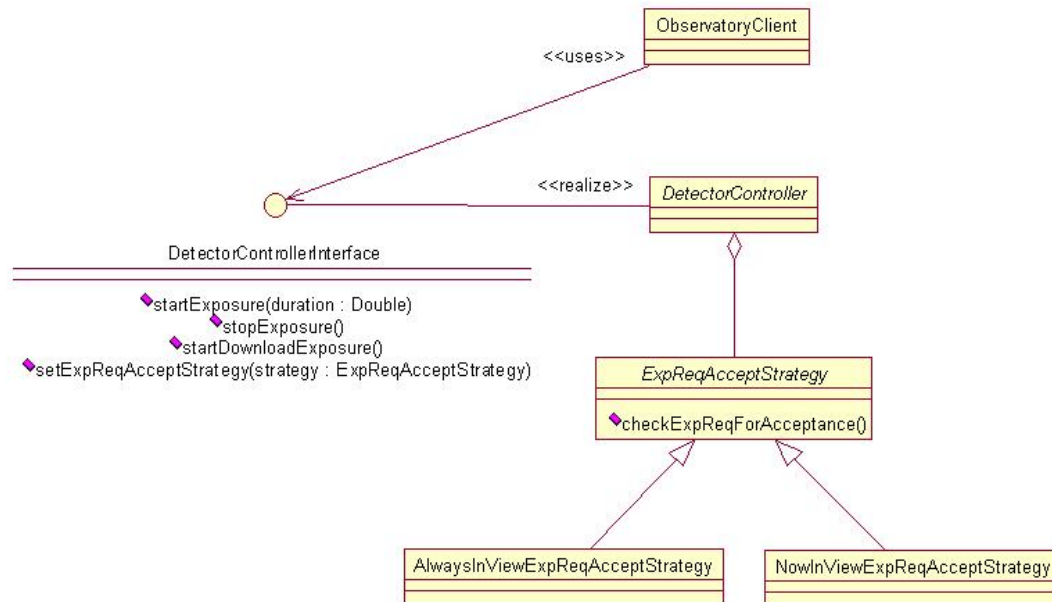 ObservatoryClient
<<uses>>
<<realize>>
DetectorController
DetectorControllerInterface
startExposure(duration : Double)
stopExposure()
startDownloadExposure()
setExpReqAcceptStrategy(strategy : ExpReqAcceptStrategy)
ExpReqAcceptStrategy
checkExpReqForAcceptance()
AlwaysInViewExpReqAcceptStrategy
NowInViewExpReqAcceptStrategy